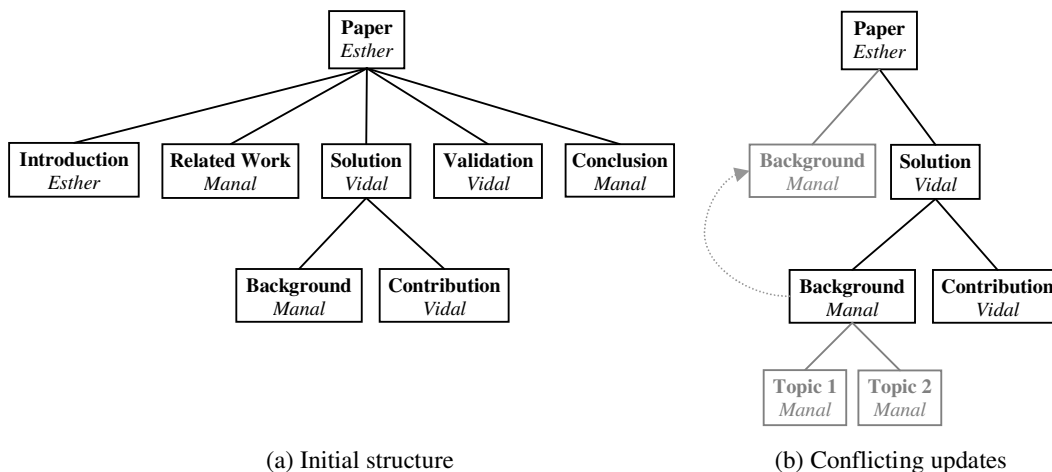 Paper
Esther
Introduction
Esther
Related Work
Manal
Solution
Vidal
Validation
Vidal
Conclusion
Manal
Background
Manal
Contribution
Vidal
(a) Initial structure
Paper
Esther
Background
Manal
Solution
Vidal
Background
Manal
Contribution
Vidal
Topic 1
Manal
Topic 2
Manal
(b) Conflicting updates